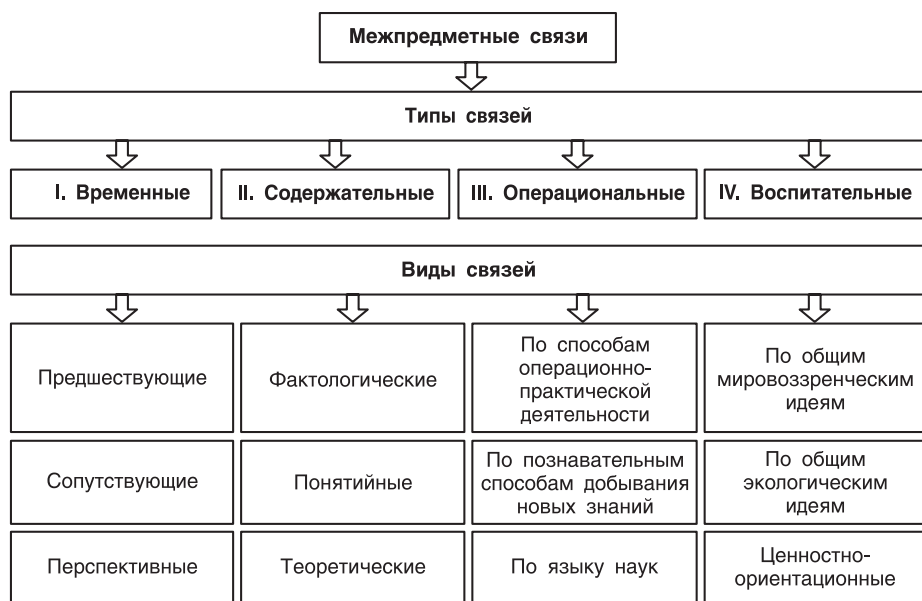 Межпредметные связи
Типы связей
I. Временные
II. Содержательные
III. Операциональные
IV. Воспитательные
Виды связей
Предшествующие
Фактологические
По способам
операционно-
практической
деятельности
По общим
мировоззренческим
идеям
Сопутствующие
Понятийные
По познавательным
способам добывания
новых знаний
По общим
экологическим
идеям
Перспективные
Теоретические
По языку наук
Ценностно-
ориентационные